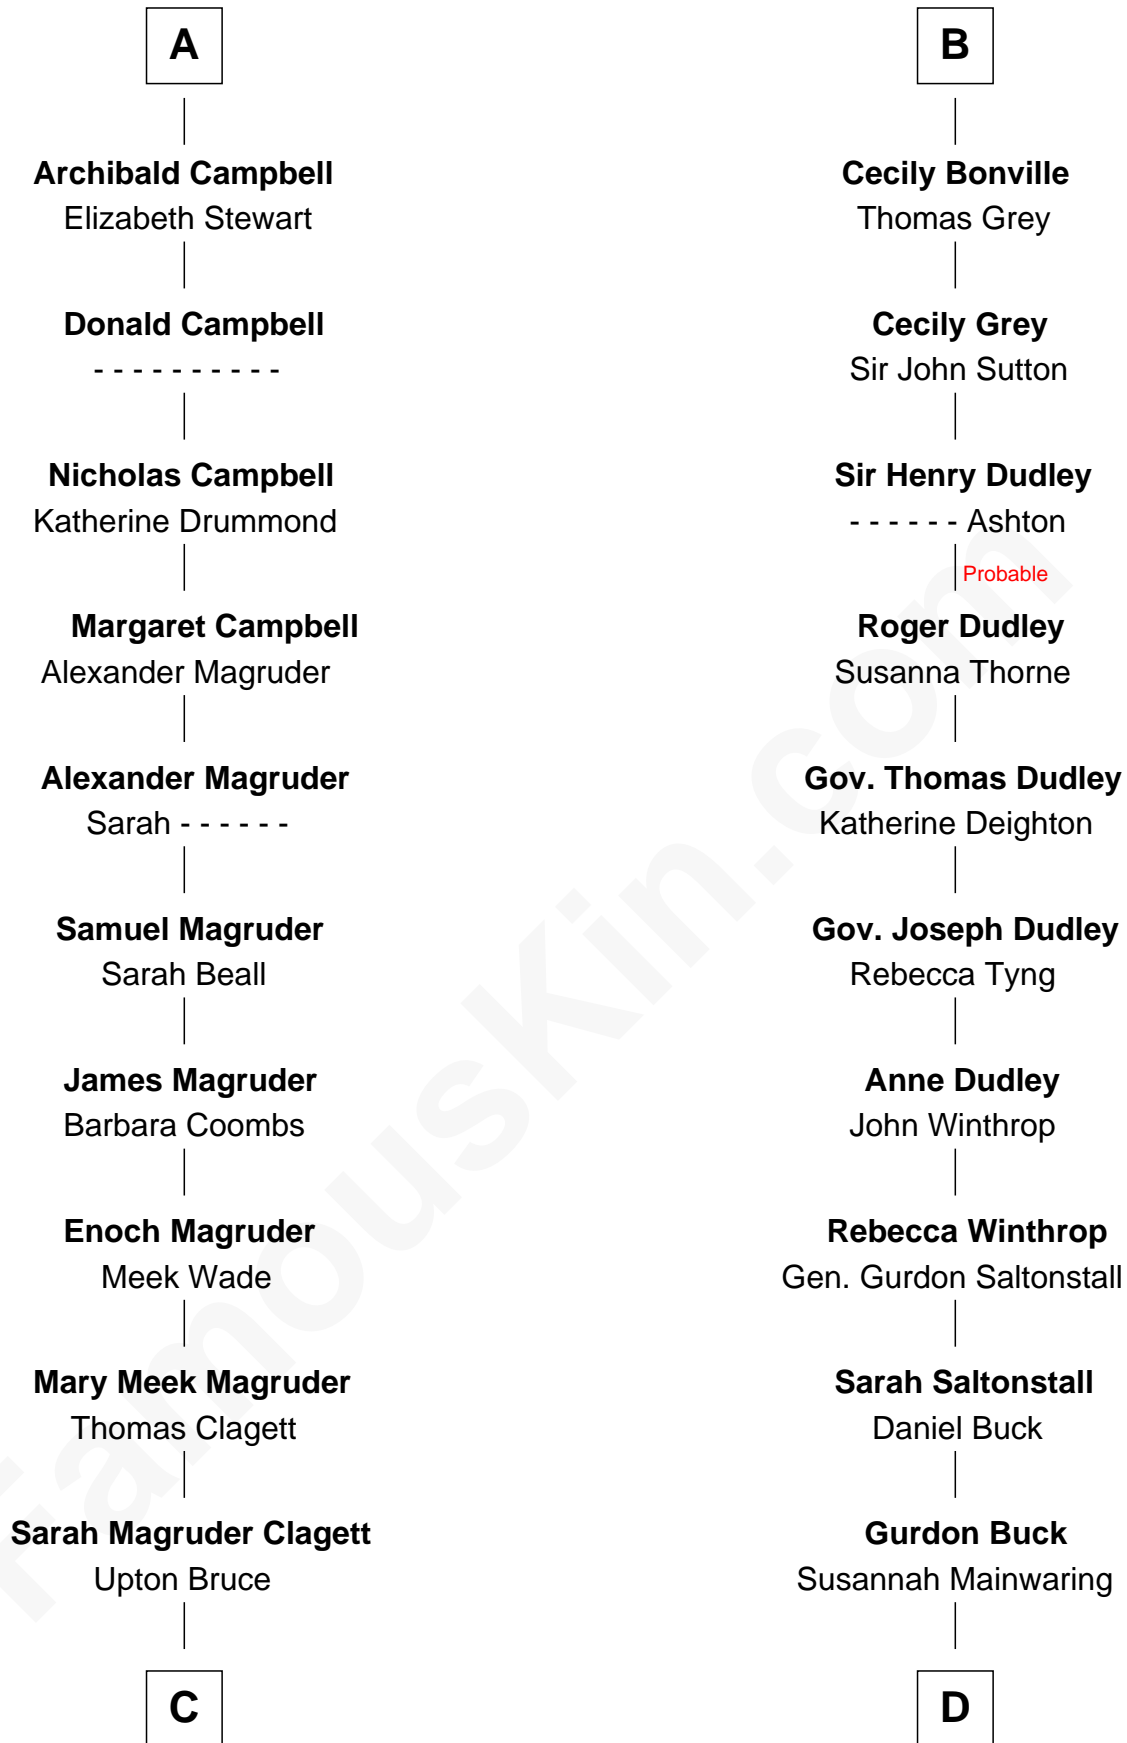 A
Archibald Campbell
Elizabeth Stewart
Donald Campbell
- - - - - - - - - -
Nicholas Campbell
Katherine Drummond
Margaret Campbell
Alexander Magruder
Alexander Magruder
Sarah - - - - - -
Samuel Magruder
Sarah Beall
James Magruder
Barbara Coombs
Enoch Magruder
Meek Wade
Mary Meek Magruder
Thomas Clagett
Sarah Magruder Clagett
Upton Bruce
C
B
Cecily Bonville
Thomas Grey
Cecily Grey
Sir John Sutton
Sir Henry Dudley
- - - - - - Ashton
Probable
Roger Dudley
Susanna Thorne
Gov. Thomas Dudley
Katherine Deighton
Gov. Joseph Dudley
Rebecca Tyng
Anne Dudley
John Winthrop
Rebecca Winthrop
Gen. Gurdon Saltonstall
Sarah Saltonstall
Daniel Buck
Gurdon Buck
Susannah Mainwaring
D
FamousKin.com